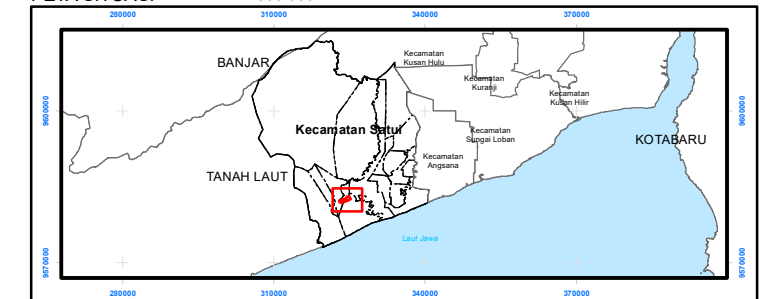 280000 310000 340000 370000
BANJAR
Kecamatan
Kusan Hulu
Kecamatan
Kuranji
Kecamatan
Kusan Hilir
9600000
9600000
Kecamatan Satui
Kecamatan
Sungai Loban
KOTABARU
Kecamatan
Angsana
TANAH LAUT
Laut Jawa
9570000
9570000
280000 310000 340000 370000